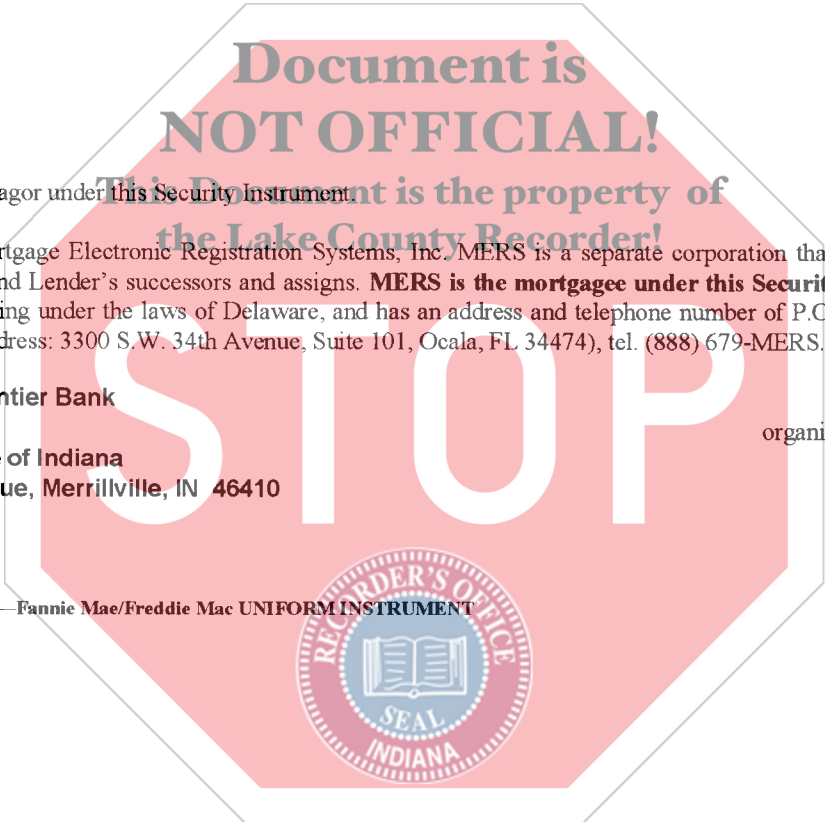 Document is
NOT OFFICIAL!
This Document is the property of
the Lake County Recorder!
agor under this Security Instrument.
rtgage Electronic Registration Systems, Inc. MERS is a separate corporation tha
nd Lender's successors and assigns. MERS is the mortgagee under this Securit
ing under the laws of Delaware, and has an address and telephone number of P.O
dress: 3300 S.W. 34th Avenue, Suite 101, Ocala, FL 34474), tel. (888) 679-MERS.
ntier Bank
organi
e of Indiana
ue, Merrillville, IN 46410
STOP
—Fannie Mae/Freddie Mac UNIFORM INSTRUMENT
RECORDER'S OFFICE
SEAL
INDIANA